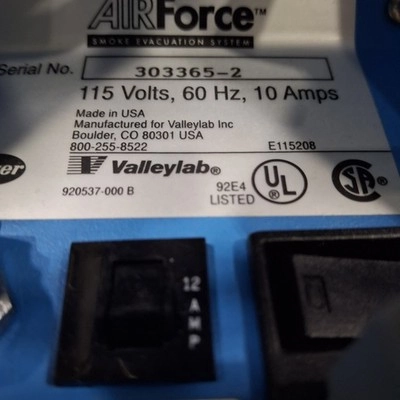 AIRForce™
SMOKE EVACUATION SYSTEM
Serial No. 303365-2
115 Volts, 60 Hz, 10 Amps
Made in USA
Manufactured for Valleylab Inc
Boulder, CO 80301 USA
800-255-8522 E115208
Valleylab®
920537-000 B
92E4
LISTED
UL®
SA®
12 AMP